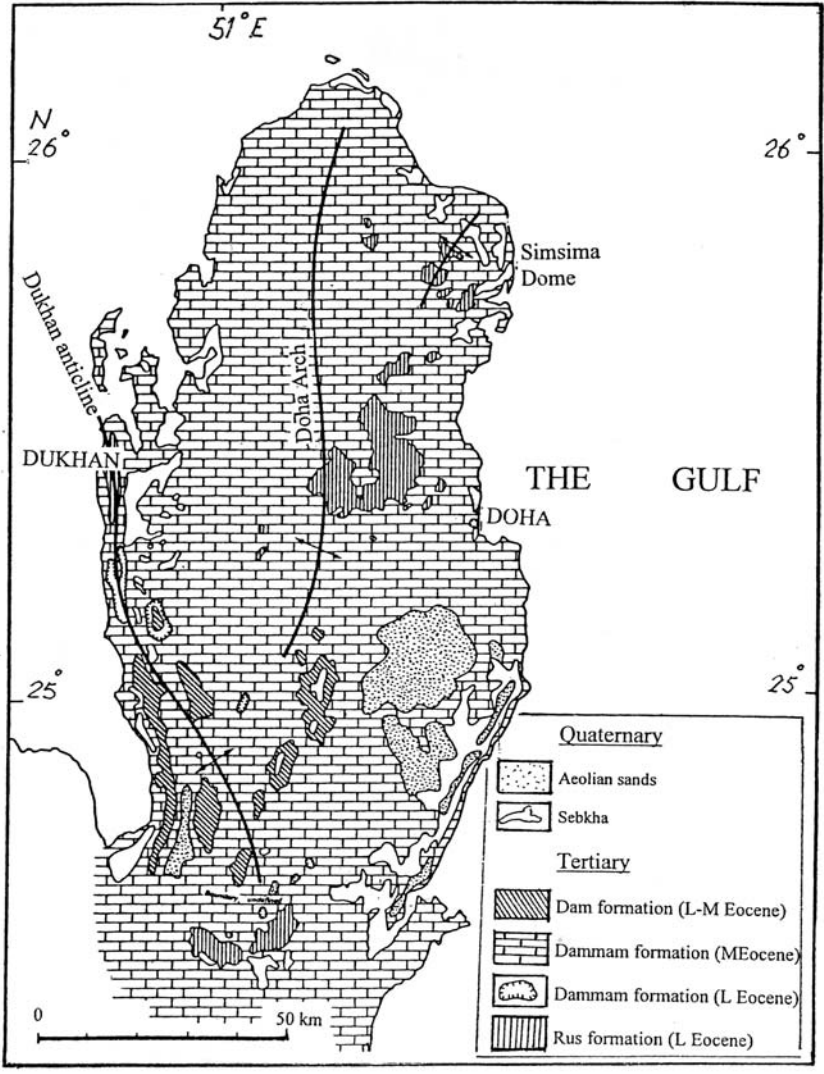 51°E
N
26°
26°
Simsima
Dome
Dukhan anticline
Doha Arch
DUKHAN
THE GULF
DOHA
25°
25°
Quaternary
Aeolian sands
Sebkha
Tertiary
Dam formation (L-M Eocene)
Dammam formation (MEocene)
Dammam formation (L Eocene)
Rus formation (L Eocene)
0
50 km